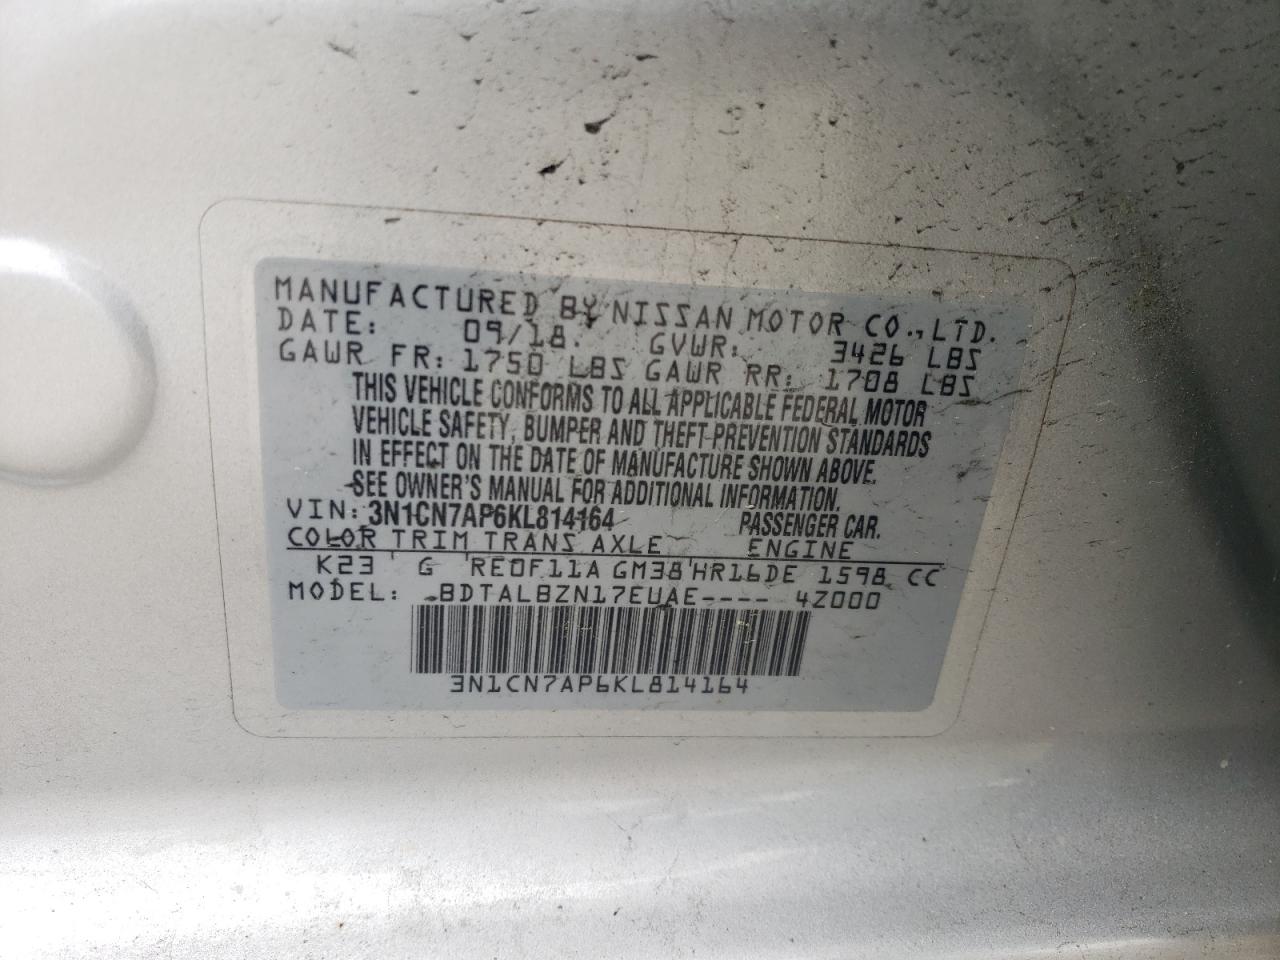 MANUFACTURED BY NISSAN MOTOR CO.,LTD.
DATE: 09/18. GVWR: 3426 LBS
GAWR FR: 1750 LBS GAWR RR: 1708 LBS
THIS VEHICLE CONFORMS TO ALL APPLICABLE FEDERAL MOTOR
VEHICLE SAFETY, BUMPER AND THEFT PREVENTION STANDARDS
IN EFFECT ON THE DATE OF MANUFACTURE SHOWN ABOVE.
SEE OWNER'S MANUAL FOR ADDITIONAL INFORMATION.
VIN: 3N1CN7AP6KL814164 PASSENGER CAR.
COLOR TRIM TRANS AXLE ENGINE
K23 G RE0F11A GM38 HR16DE 1598 CC
MODEL: BDTALBZN17EUAE---- 4Z000
3N1CN7AP6KL814164